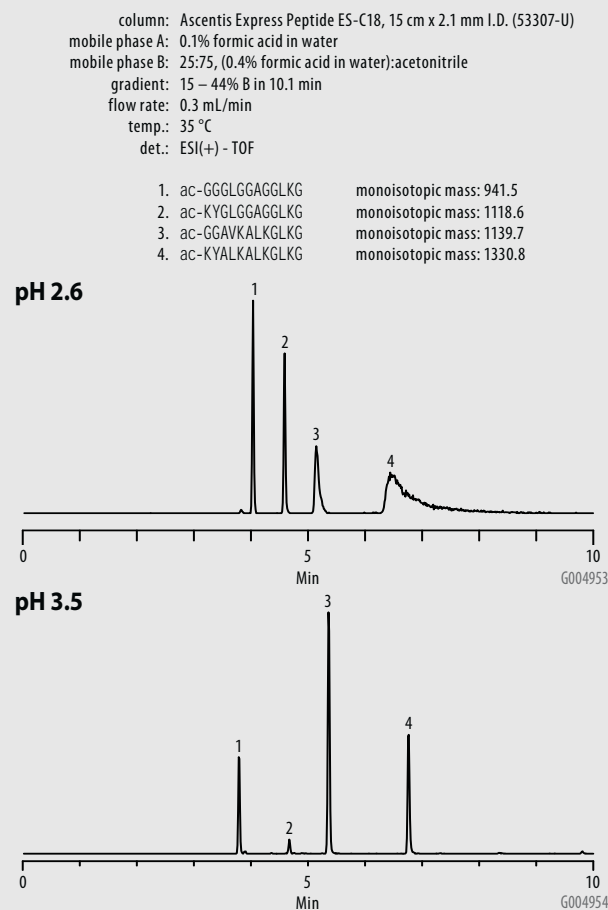 column: Ascentis Express Peptide ES-C18, 15 cm x 2.1 mm I.D. (53307-U)
mobile phase A: 0.1% formic acid in water
mobile phase B: 25:75, (0.4% formic acid in water):acetonitrile
gradient: 15 – 44% B in 10.1 min
flow rate: 0.3 mL/min
temp.: 35 °C
det.: ESI(+) - TOF
1. ac-GGGLGGAGGLKG monoisotopic mass: 941.5
2. ac-KYGLGGAGGLKG monoisotopic mass: 1118.6
3. ac-GGAVKALKGLKG monoisotopic mass: 1139.7
4. ac-KYALKALKGLKG monoisotopic mass: 1330.8
pH 2.6
1
2
3
4
0 5 10
Min
G004953
pH 3.5
3
4
1
2
0 5 10
Min
G004954